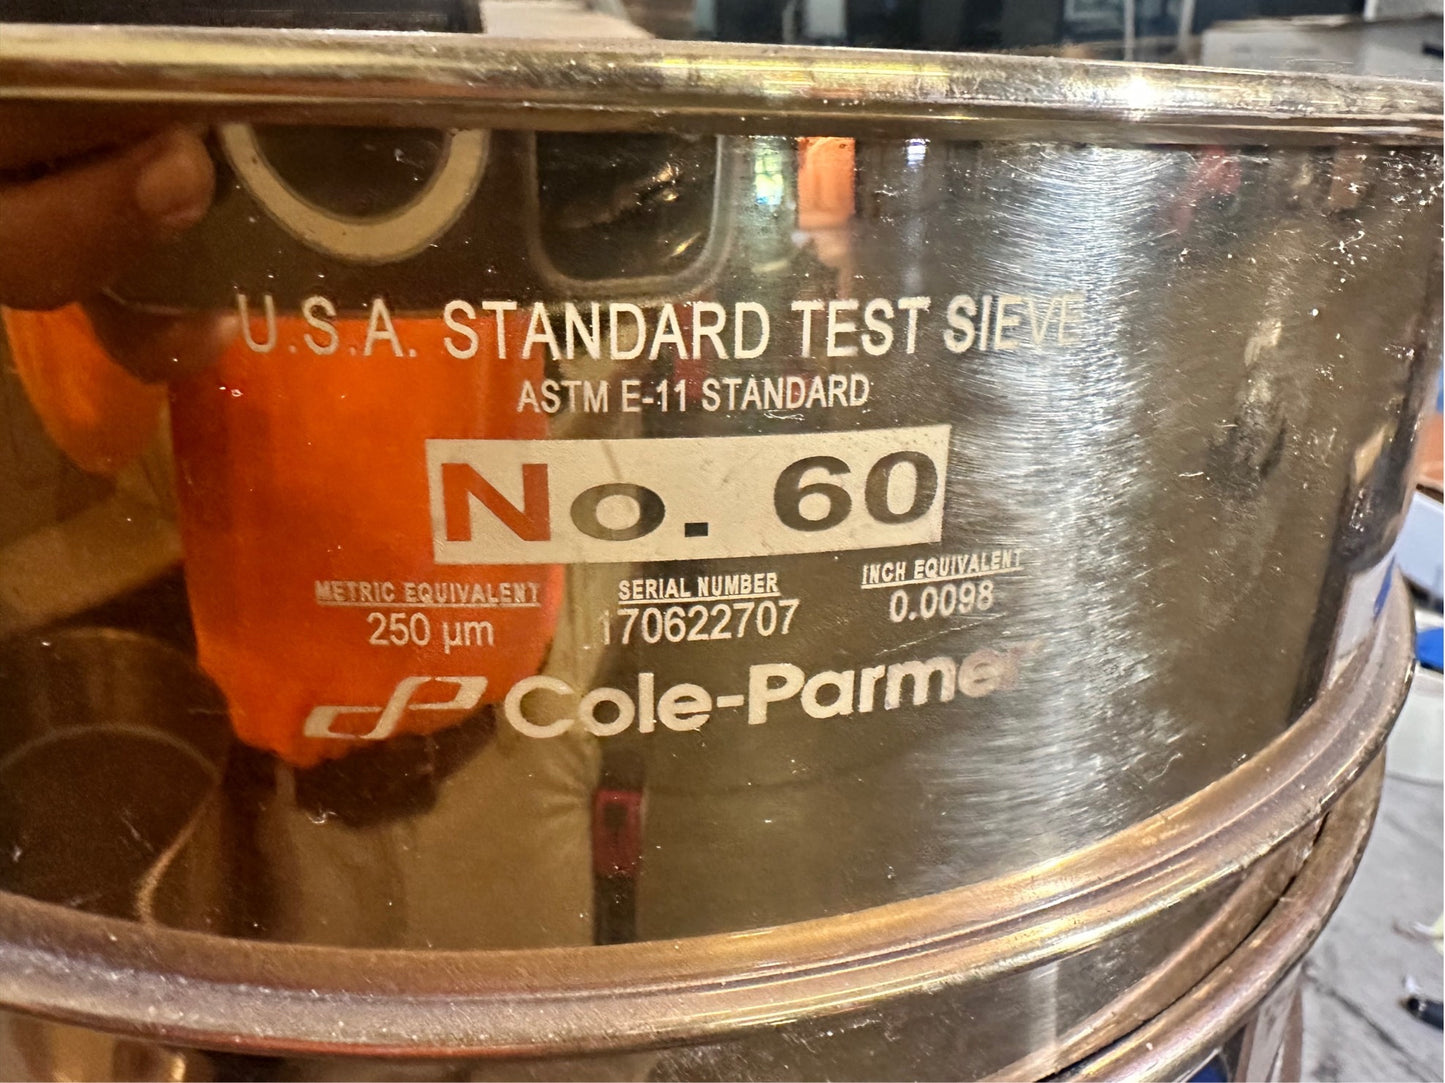 U.S.A. STANDARD TEST SIEVE
ASTM E-11 STANDARD
No. 60
METRIC EQUIVALENT SERIAL NUMBER INCH EQUIVALENT
250 µm 170622707 0.0098
Cole-Parmer